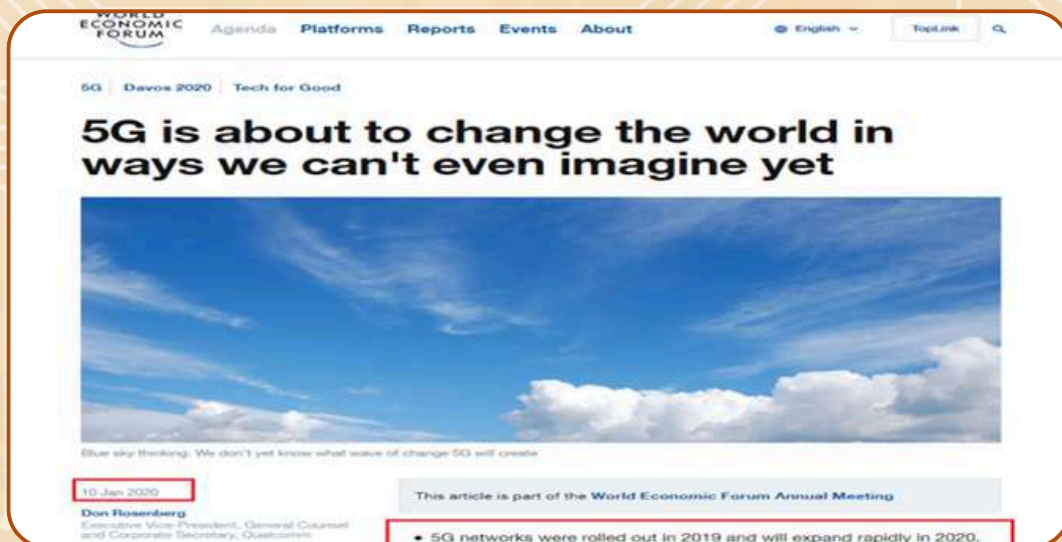 WORLD
ECONOMIC
FORUM
Agenda Platforms Reports Events About English TopLink
5G Davos 2020 Tech for Good
5G is about to change the world in
ways we can't even imagine yet
Blue sky thinking: We don't yet know what wave of change 5G will create
10 Jan 2020
This article is part of the World Economic Forum Annual Meeting
Don Rosenberg
Executive Vice-President, General Counsel
and Corporate Secretary, Qualcomm
• 5G networks were rolled out in 2019 and will expand rapidly in 2020.